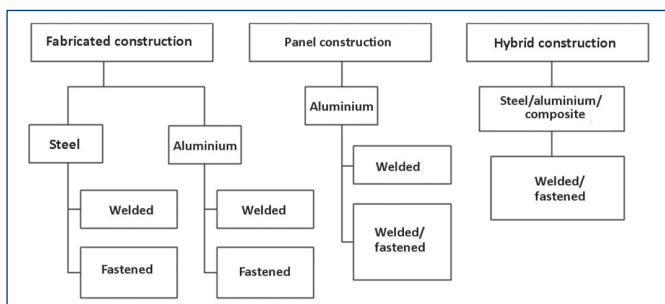 Fabricated construction
Steel
Welded
Fastened
Aluminium
Welded
Fastened
Panel construction
Aluminium
Welded
Welded/
fastened
Hybrid construction
Steel/aluminium/
composite
Welded/
fastened